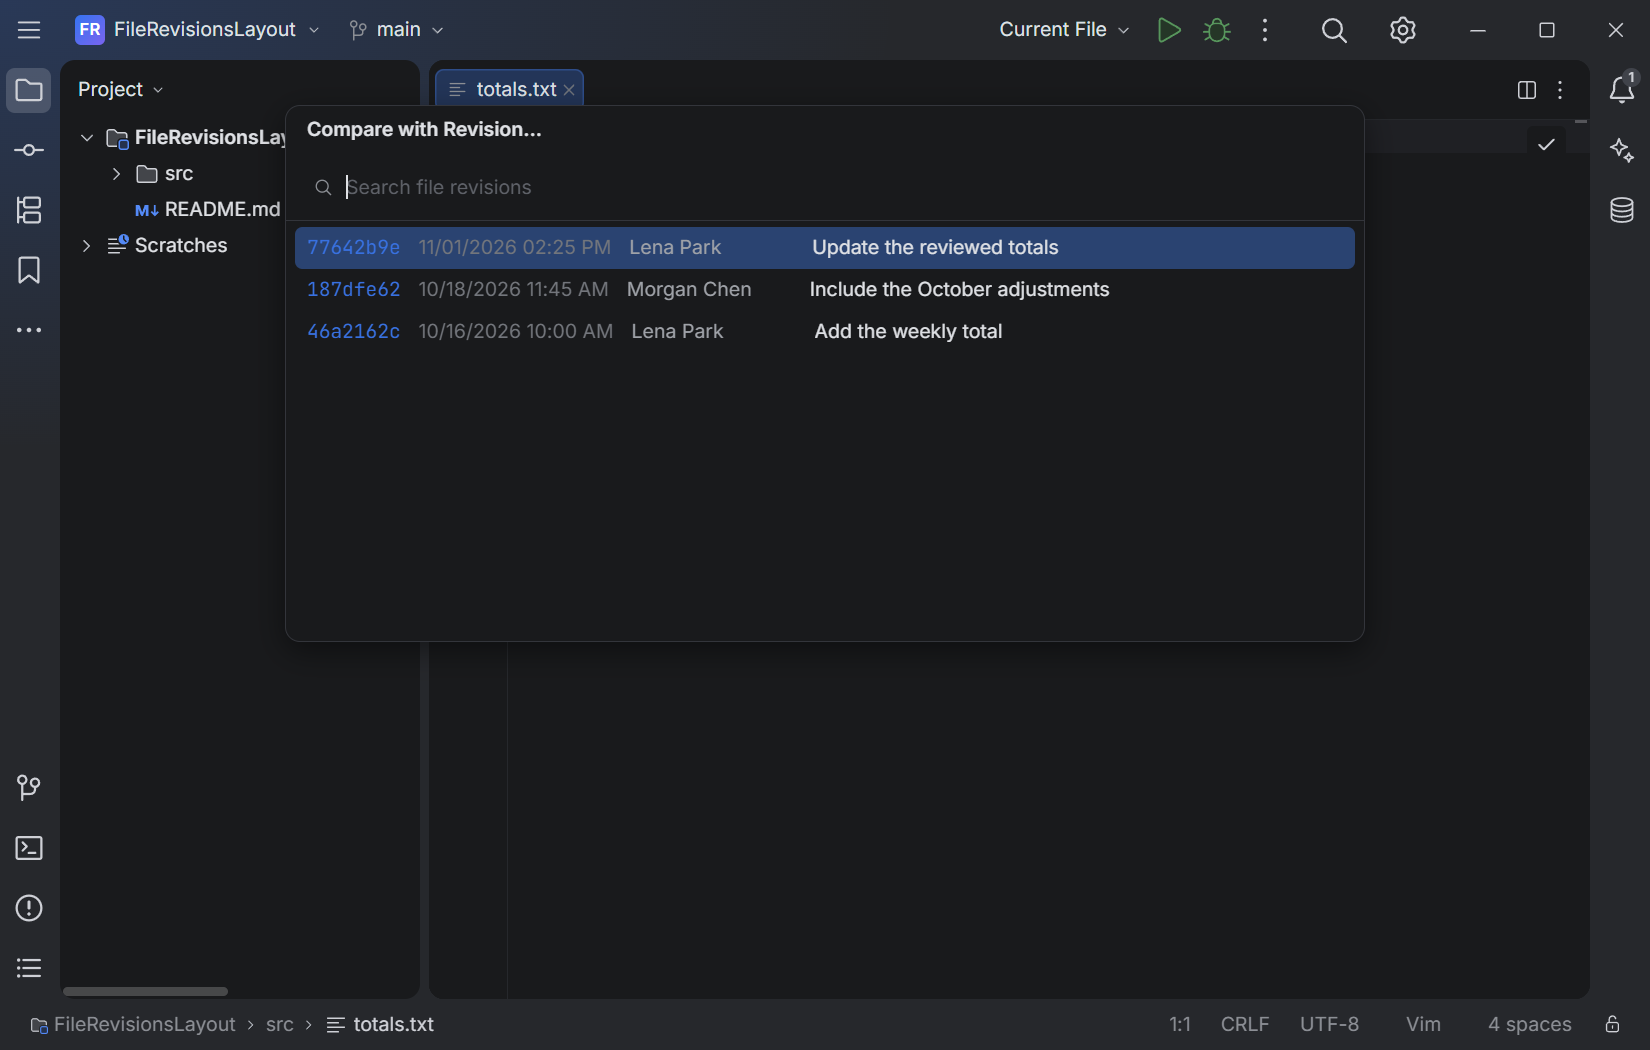 FR FileRevisionsLayout main Current File
Project totals.txt 1
Compare with Revision...
FileRevisionsLay
src
Search file revisions
M↓ README.md
Scratches
77642b9e 11/01/2026 02:25 PM Lena Park Update the reviewed totals
187dfe62 10/18/2026 11:45 AM Morgan Chen Include the October adjustments
46a2162c 10/16/2026 10:00 AM Lena Park Add the weekly total
FileRevisionsLayout › src › totals.txt 1:1 CRLF UTF-8 Vim 4 spaces